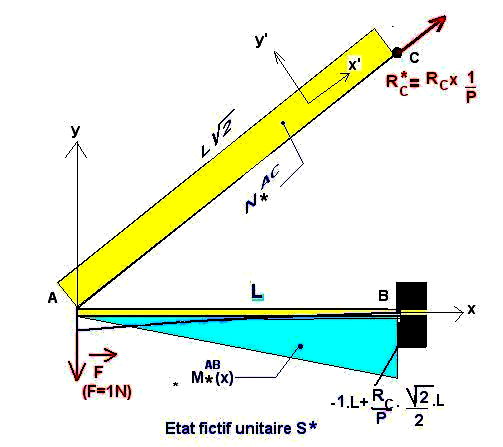 y'
x'
C
R*C = RC x 1/P
L√2
N*AC
y
A
L
B
x
F
(F=1N)
* M*AB(x)
-1.L+ RC/P . √2/2 .L
Etat fictif unitaire S*